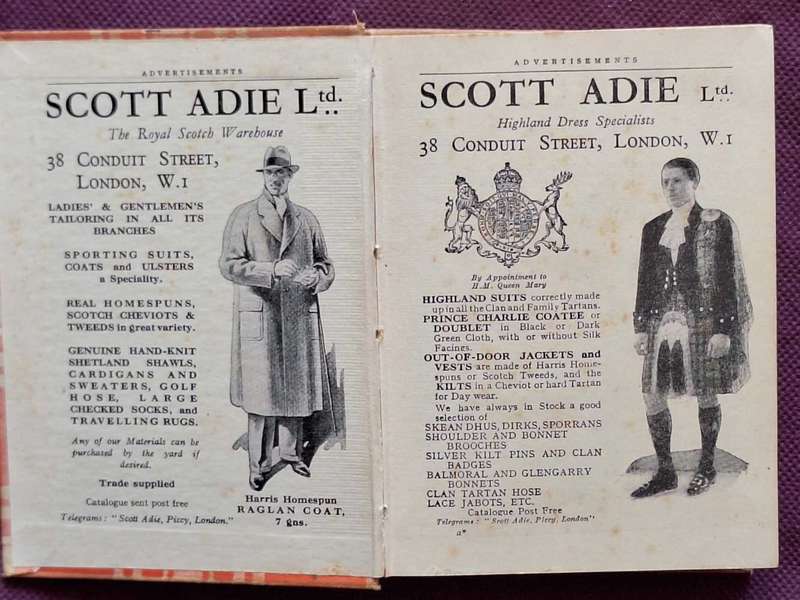 ADVERTISEMENTS
SCOTT ADIE Ltd.
The Royal Scotch Warehouse
38 CONDUIT STREET,
LONDON, W.1
LADIES' & GENTLEMEN'S
TAILORING IN ALL ITS
BRANCHES
SPORTING SUITS,
COATS and ULSTERS
a Speciality.
REAL HOMESPUNS,
SCOTCH CHEVIOTS &
TWEEDS in great variety.
GENUINE HAND-KNIT
SHETLAND SHAWLS,
CARDIGANS AND
SWEATERS, GOLF
HOSE, LARGE
CHECKED SOCKS, and
TRAVELLING RUGS.
Any of our Materials can be
purchased by the yard if
desired.
Trade supplied
Catalogue sent post free
Telegrams: "Scott Adie, Piccy, London."
Harris Homespun
RAGLAN COAT,
7 gns.
ADVERTISEMENTS
SCOTT ADIE Ltd.
Highland Dress Specialists
38 CONDUIT STREET, LONDON, W.1
By Appointment to
H.M. Queen Mary
HIGHLAND SUITS correctly made
up in all the Clan and Family Tartans.
PRINCE CHARLIE COATEE or
DOUBLET in Black or Dark
Green Cloth, with or without Silk
Facings.
OUT-OF-DOOR JACKETS and
VESTS are made of Harris Home-
spuns or Scotch Tweeds, and the
KILTS in a Cheviot or hard Tartan
for Day wear.
We have always in Stock a good
selection of
SKEAN DHUS, DIRKS, SPORRANS
SHOULDER AND BONNET
BROOCHES
SILVER KILT PINS AND CLAN
BADGES
BALMORAL AND GLENGARRY
BONNETS
CLAN TARTAN HOSE
LACE JABOTS, ETC.
Catalogue Post Free
Telegrams: "Scott Adie, Piccy, London"
a*